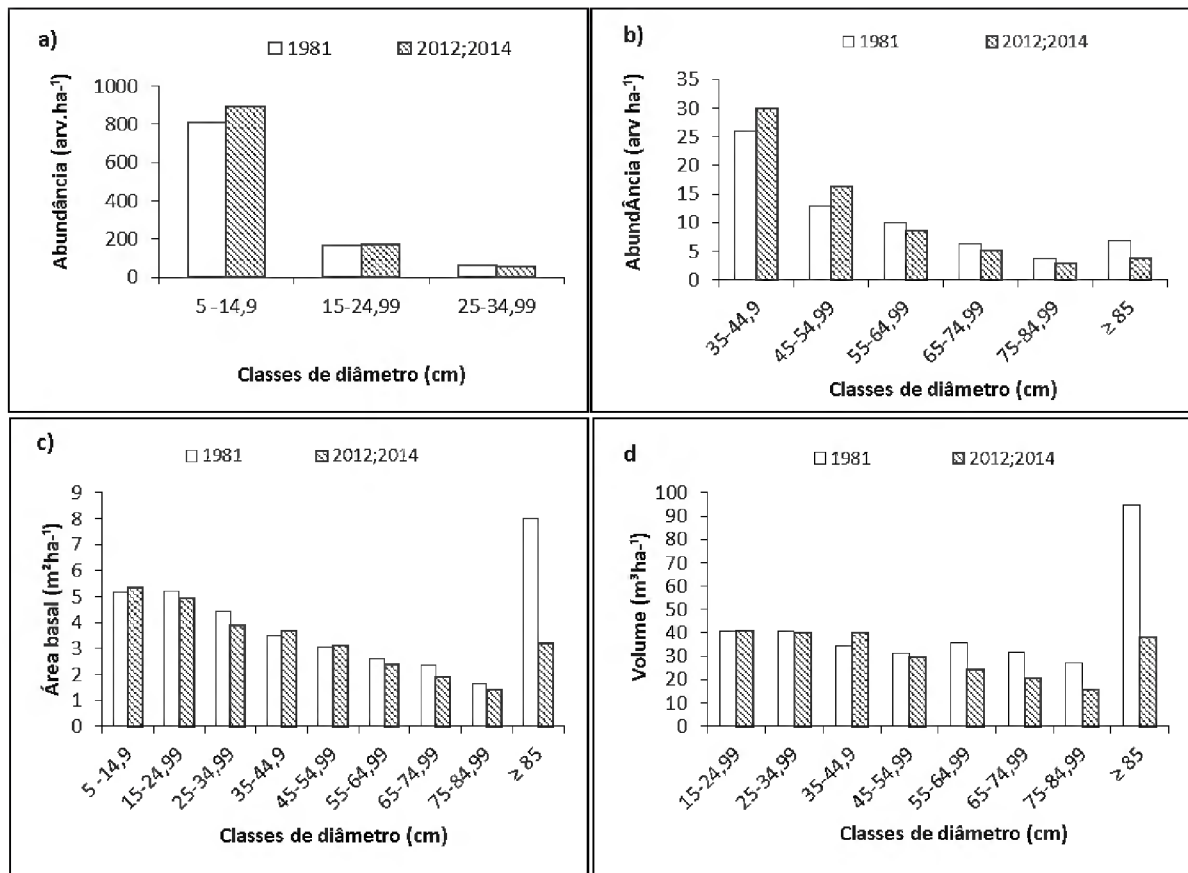 a)
1981 2012;2014
Abundância (arv.ha-¹)
1000
800
600
400
200
0
5 -14,9 15-24,99 25-34,99
Classes de diâmetro (cm)
b)
1981 2012;2014
AbundÂncia (arv ha-¹)
35
30
25
20
15
10
5
0
35-44,9 45-54,99 55-64,99 65-74,99 75-84,99 ≥ 85
Classes de diâmetro (cm)
c)
1981 2012;2014
Área basal (m²ha-¹)
9
8
7
6
5
4
3
2
1
0
5 -14,9 15-24,99 25-34,99 35-44,9 45-54,99 55-64,99 65-74,99 75-84,99 ≥ 85
Classes de diâmetro (cm)
d
1981 2012;2014
Volume (m³ha-¹)
100
90
80
70
60
50
40
30
20
10
0
15-24,99 25-34,99 35-44,9 45-54,99 55-64,99 65-74,99 75-84,99 ≥ 85
Classes de diâmetro (cm)